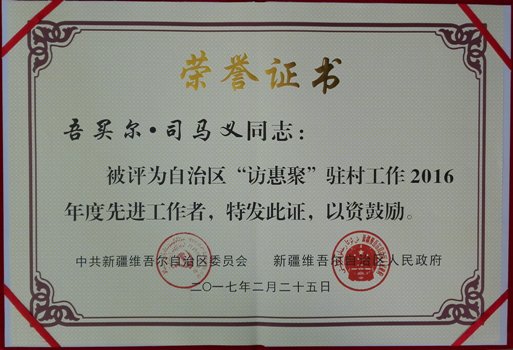 荣誉证书
吾买尔·司马义同志：
被评为自治区“访惠聚”驻村工作2016
年度先进工作者，特发此证，以资鼓励。
中共新疆维吾尔自治区委员会 新疆维吾尔自治区人民政府
二〇一七年二月二十五日